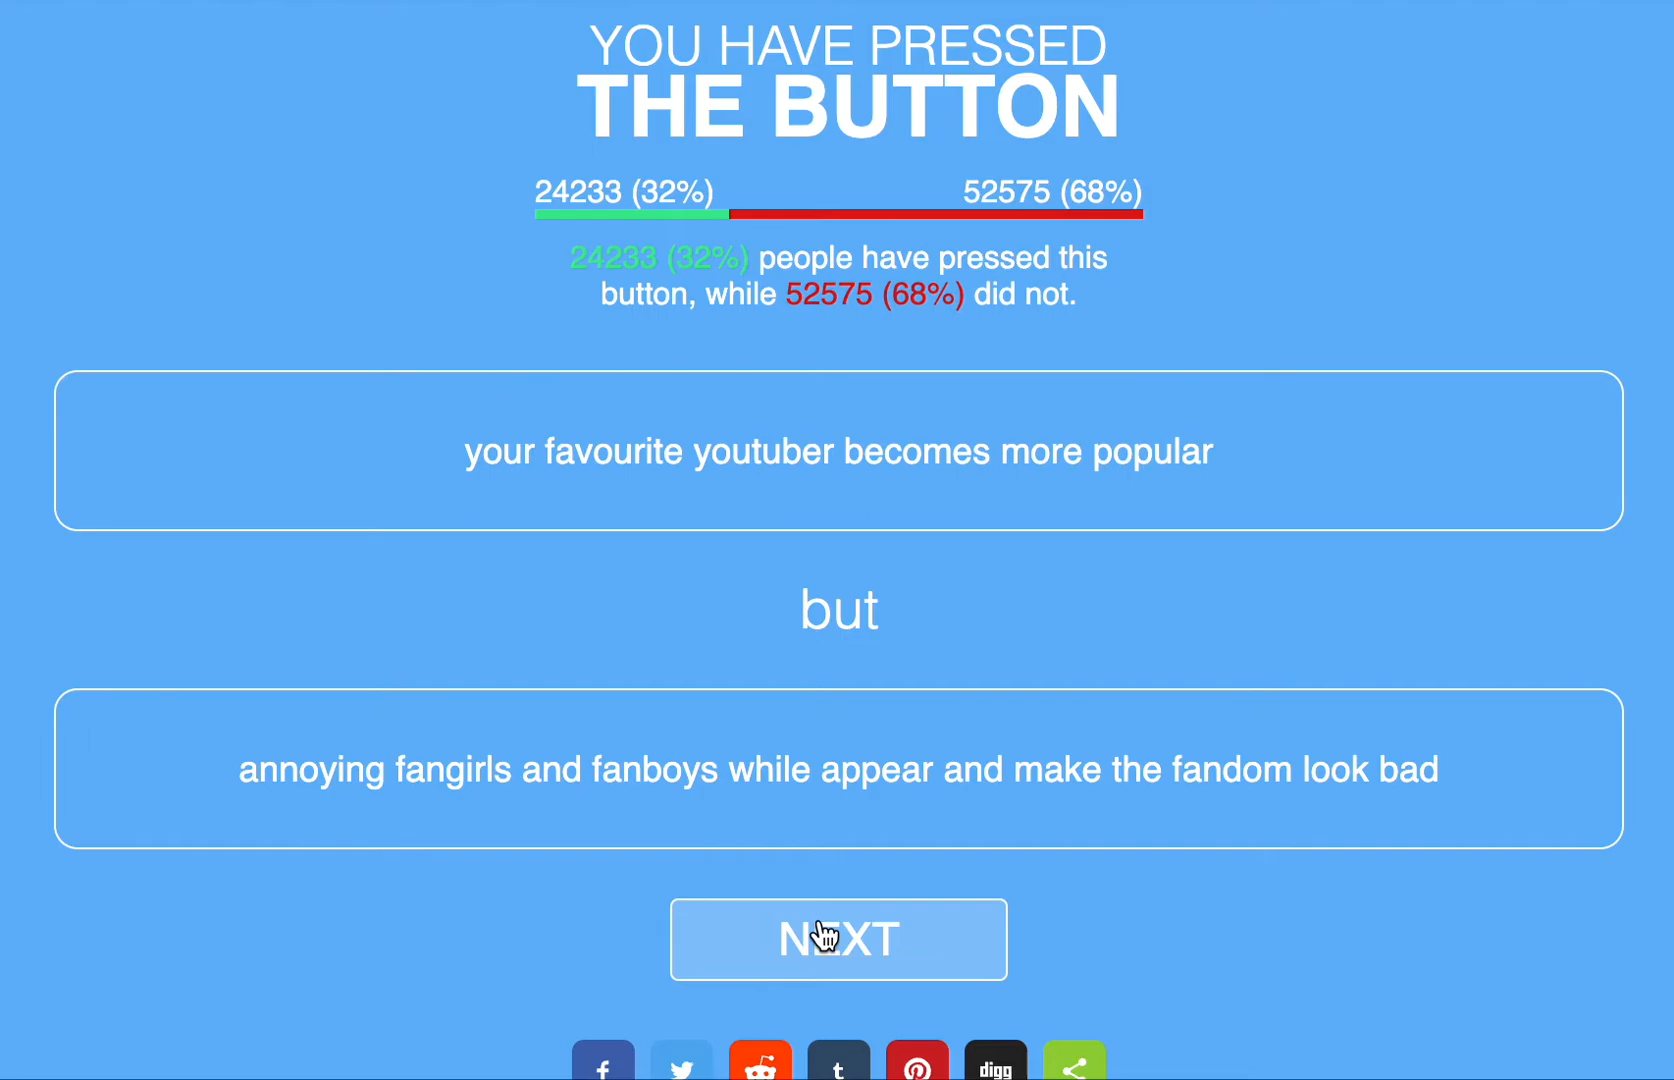 YOU HAVE PRESSED
THE BUTTON
24233 (32%) 52575 (68%)
24233 (32%) people have pressed this
button, while 52575 (68%) did not.
your favourite youtuber becomes more popular
but
annoying fangirls and fanboys while appear and make the fandom look bad
NEXT
f t digg